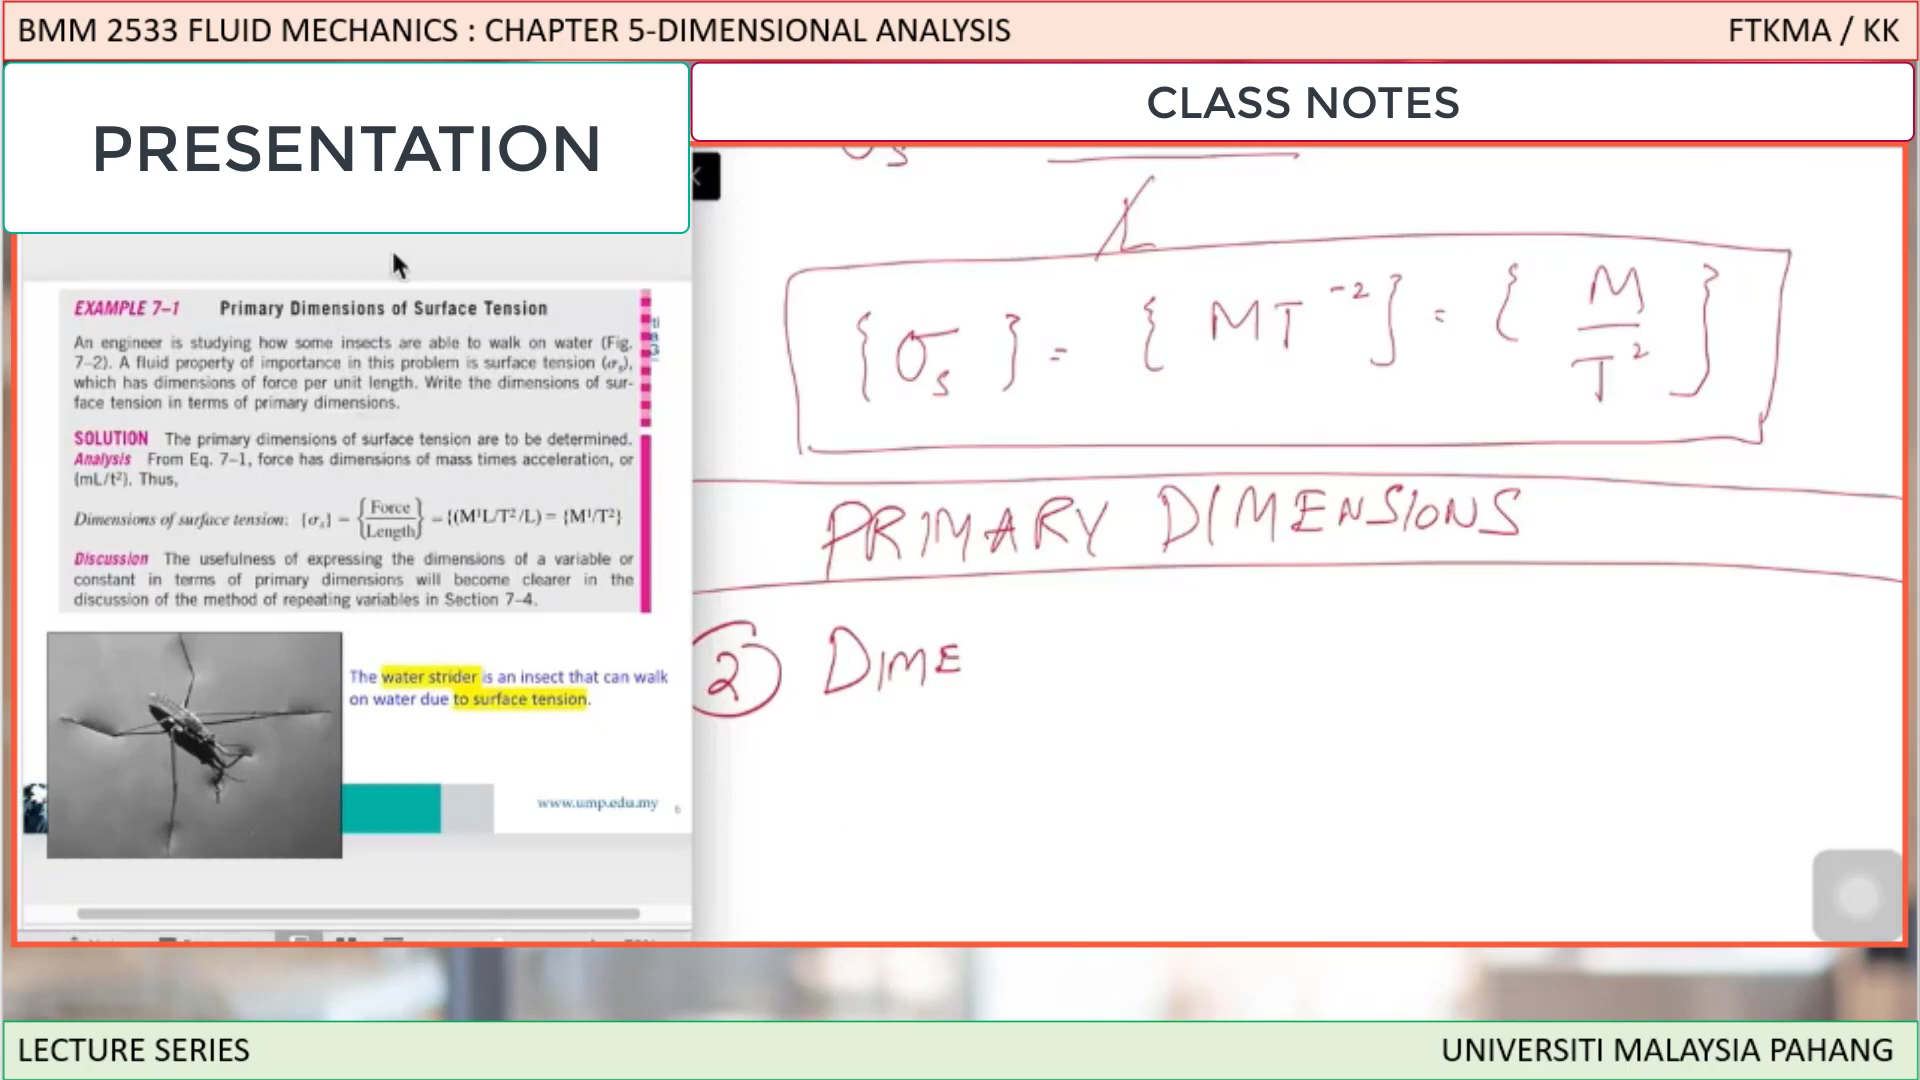 BMM 2533 FLUID MECHANICS : CHAPTER 5-DIMENSIONAL ANALYSIS
FTKMA / KK
PRESENTATION
CLASS NOTES
EXAMPLE 7–1 Primary Dimensions of Surface Tension
An engineer is studying how some insects are able to walk on water (Fig.
7–2). A fluid property of importance in this problem is surface tension (σₛ),
which has dimensions of force per unit length. Write the dimensions of sur-
face tension in terms of primary dimensions.
SOLUTION The primary dimensions of surface tension are to be determined.
Analysis From Eq. 7–1, force has dimensions of mass times acceleration, or
{mL/t²}. Thus,
Dimensions of surface tension: {σₛ} = {Force/Length} = {(M¹L/T²/L) = {M¹/T²}
Discussion The usefulness of expressing the dimensions of a variable or
constant in terms of primary dimensions will become clearer in the
discussion of the method of repeating variables in Section 7–4.
The water strider is an insect that can walk
on water due to surface tension.
www.ump.edu.my
6
L
{σₛ} = {MT⁻²} = {M/T²}
PRIMARY DIMENSIONS
2 DIME
LECTURE SERIES
UNIVERSITI MALAYSIA PAHANG